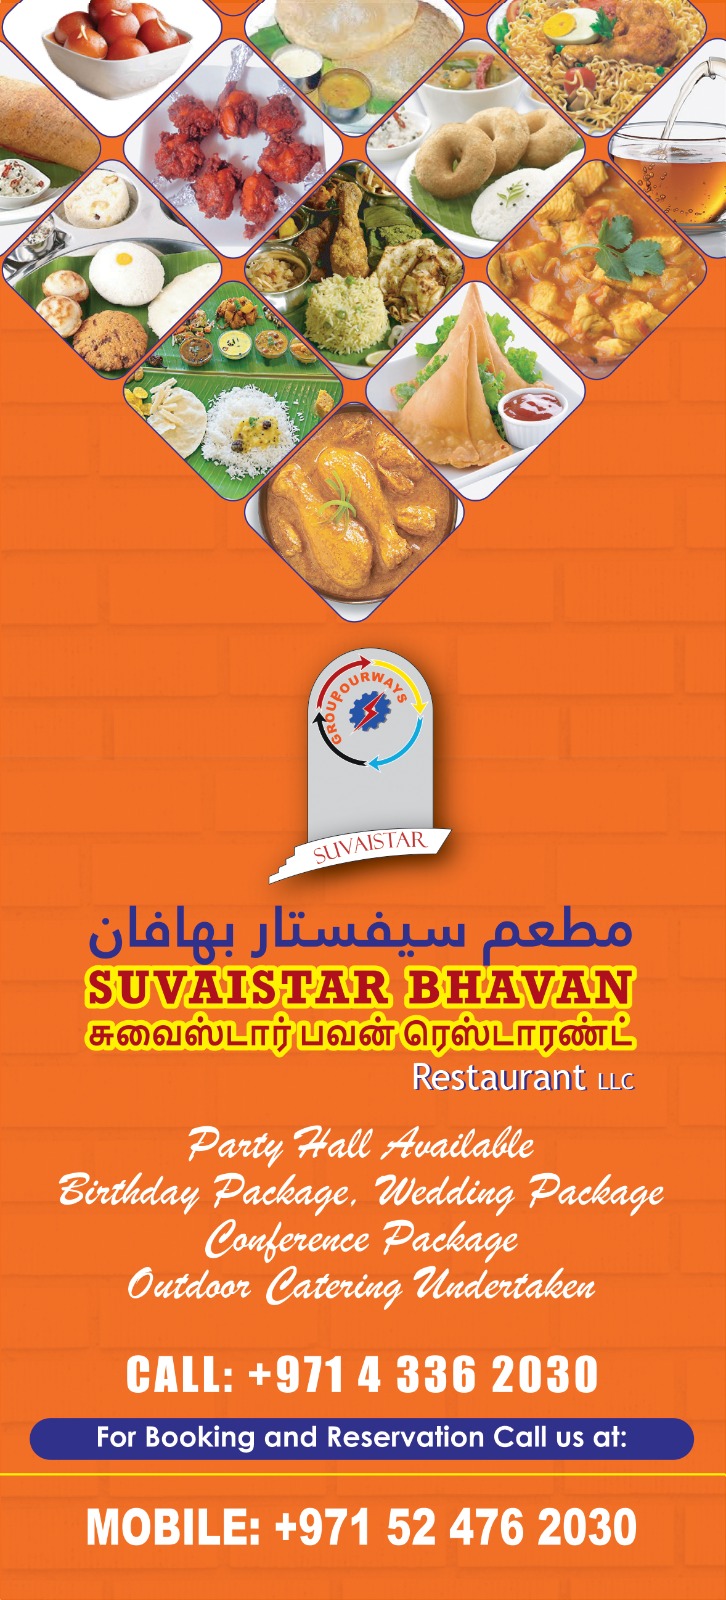 GROUPOURWAYS
SUVAISTAR
مطعم سيفستار بهافان
SUVAISTAR BHAVAN
சுவைஸ்டார் பவன் ரெஸ்டாரண்ட்
Restaurant LLC
Party Hall Available
Birthday Package, Wedding Package
Conference Package
Outdoor Catering Undertaken
CALL: +971 4 336 2030
For Booking and Reservation Call us at:
MOBILE: +971 52 476 2030